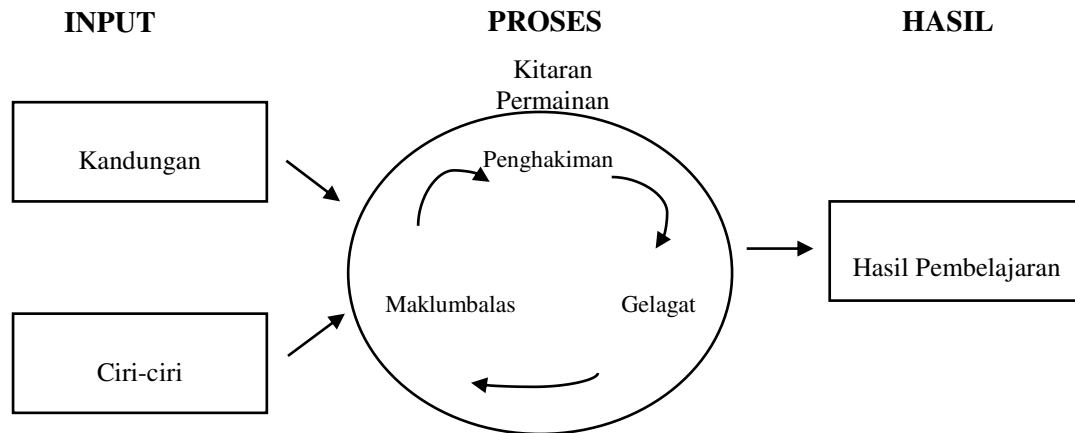 INPUT
PROSES
HASIL
Kitaran
Permainan
Kandungan
Penghakiman
Hasil Pembelajaran
Maklumbalas
Gelagat
Ciri-ciri